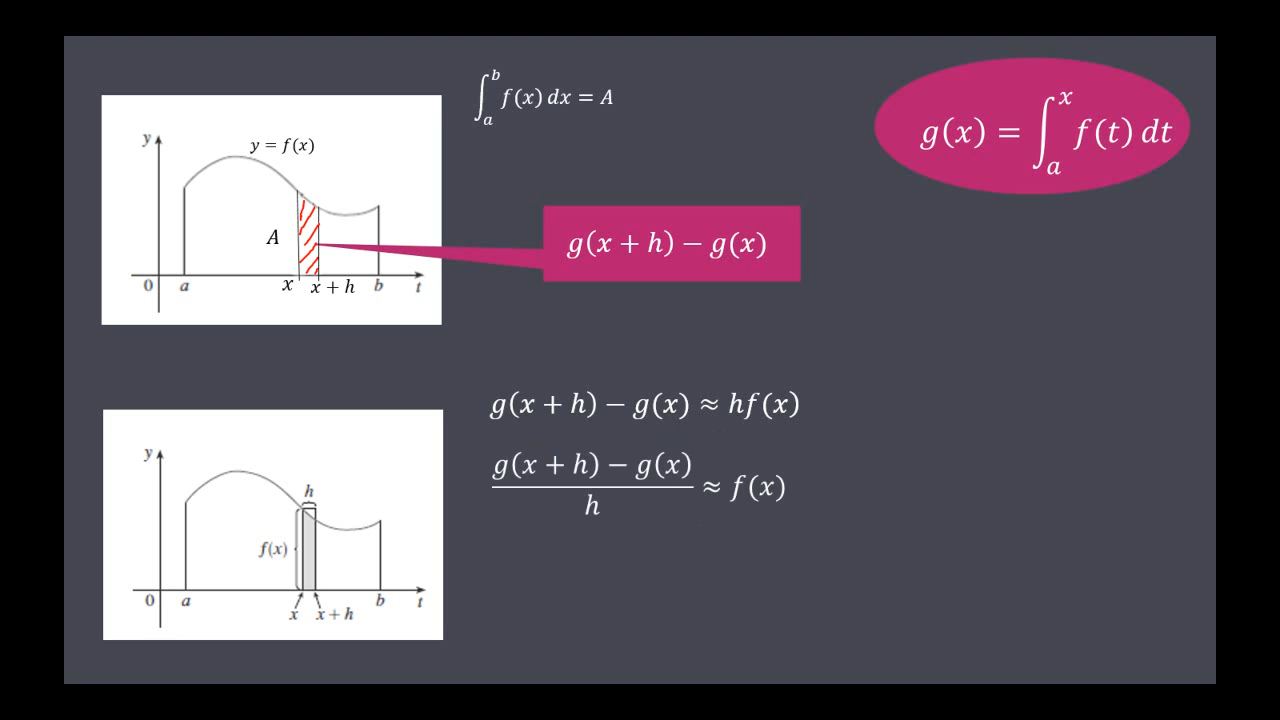 ∫_a^b f(x) dx = A
g(x) = ∫_a^x f(t) dt
y
y = f(x)
A
0 a x x + h b t
g(x + h) − g(x)
g(x + h) − g(x) ≈ hf(x)
(g(x + h) − g(x))/h ≈ f(x)
y
h
f(x)
0 a b t
x x + h